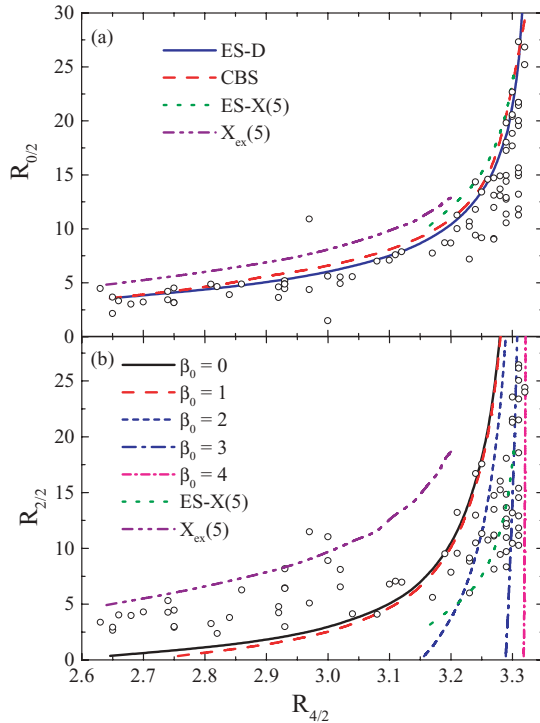 30
(a)
ES-D
CBS
ES-X(5)
X_ex(5)
25
20
15
10
5
0
R_0/2
(b)
β_0 = 0
β_0 = 1
β_0 = 2
β_0 = 3
β_0 = 4
ES-X(5)
X_ex(5)
25
20
15
10
5
0
R_2/2
2.6 2.7 2.8 2.9 3.0 3.1 3.2 3.3
R_4/2